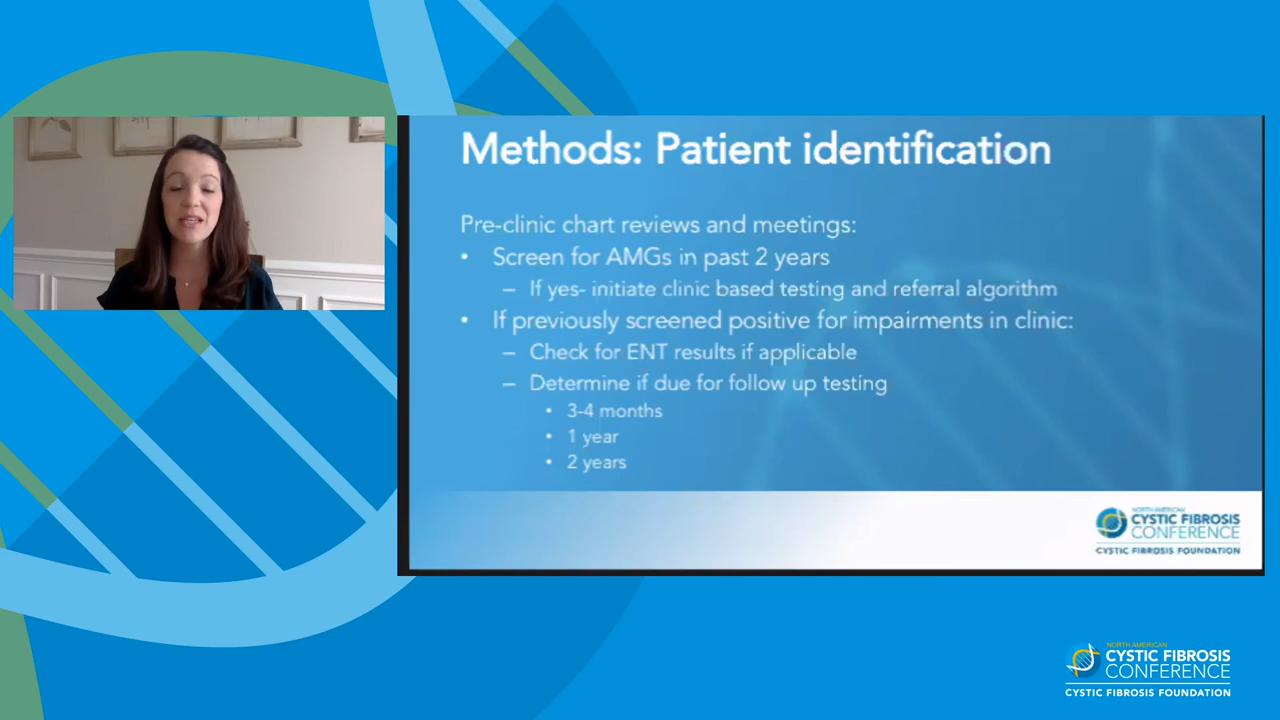 Methods: Patient identification
Pre-clinic chart reviews and meetings:
• Screen for AMGs in past 2 years
– If yes- initiate clinic based testing and referral algorithm
• If previously screened positive for impairments in clinic:
– Check for ENT results if applicable
– Determine if due for follow up testing
• 3-4 months
• 1 year
• 2 years
NORTH AMERICAN
CYSTIC FIBROSIS
CONFERENCE
CYSTIC FIBROSIS FOUNDATION
NORTH AMERICAN
CYSTIC FIBROSIS
CONFERENCE
CYSTIC FIBROSIS FOUNDATION